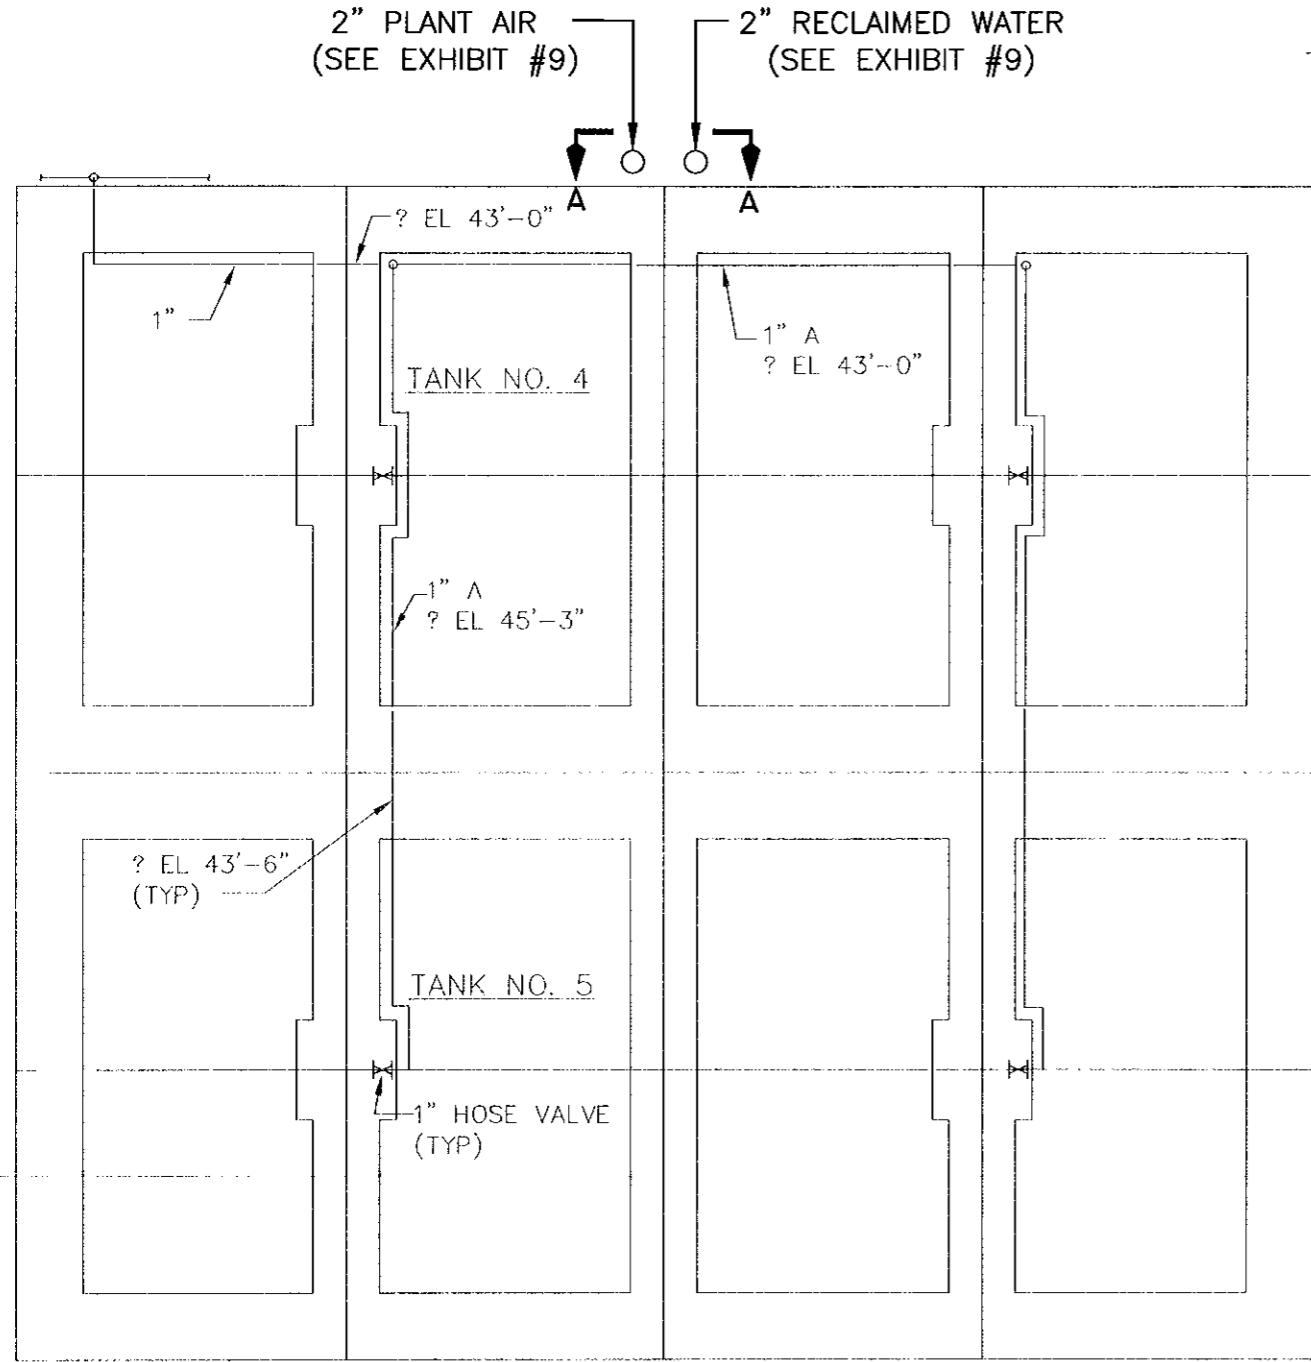 2” PLANT AIR
(SEE EXHIBIT #9)
2” RECLAIMED WATER
(SEE EXHIBIT #9)
A
A
? EL 43’-0”
1”
1” A
? EL 43’-0”
TANK NO. 4
1” A
? EL 45’-3”
? EL 43’-6”
(TYP)
TANK NO. 5
1” HOSE VALVE
(TYP)